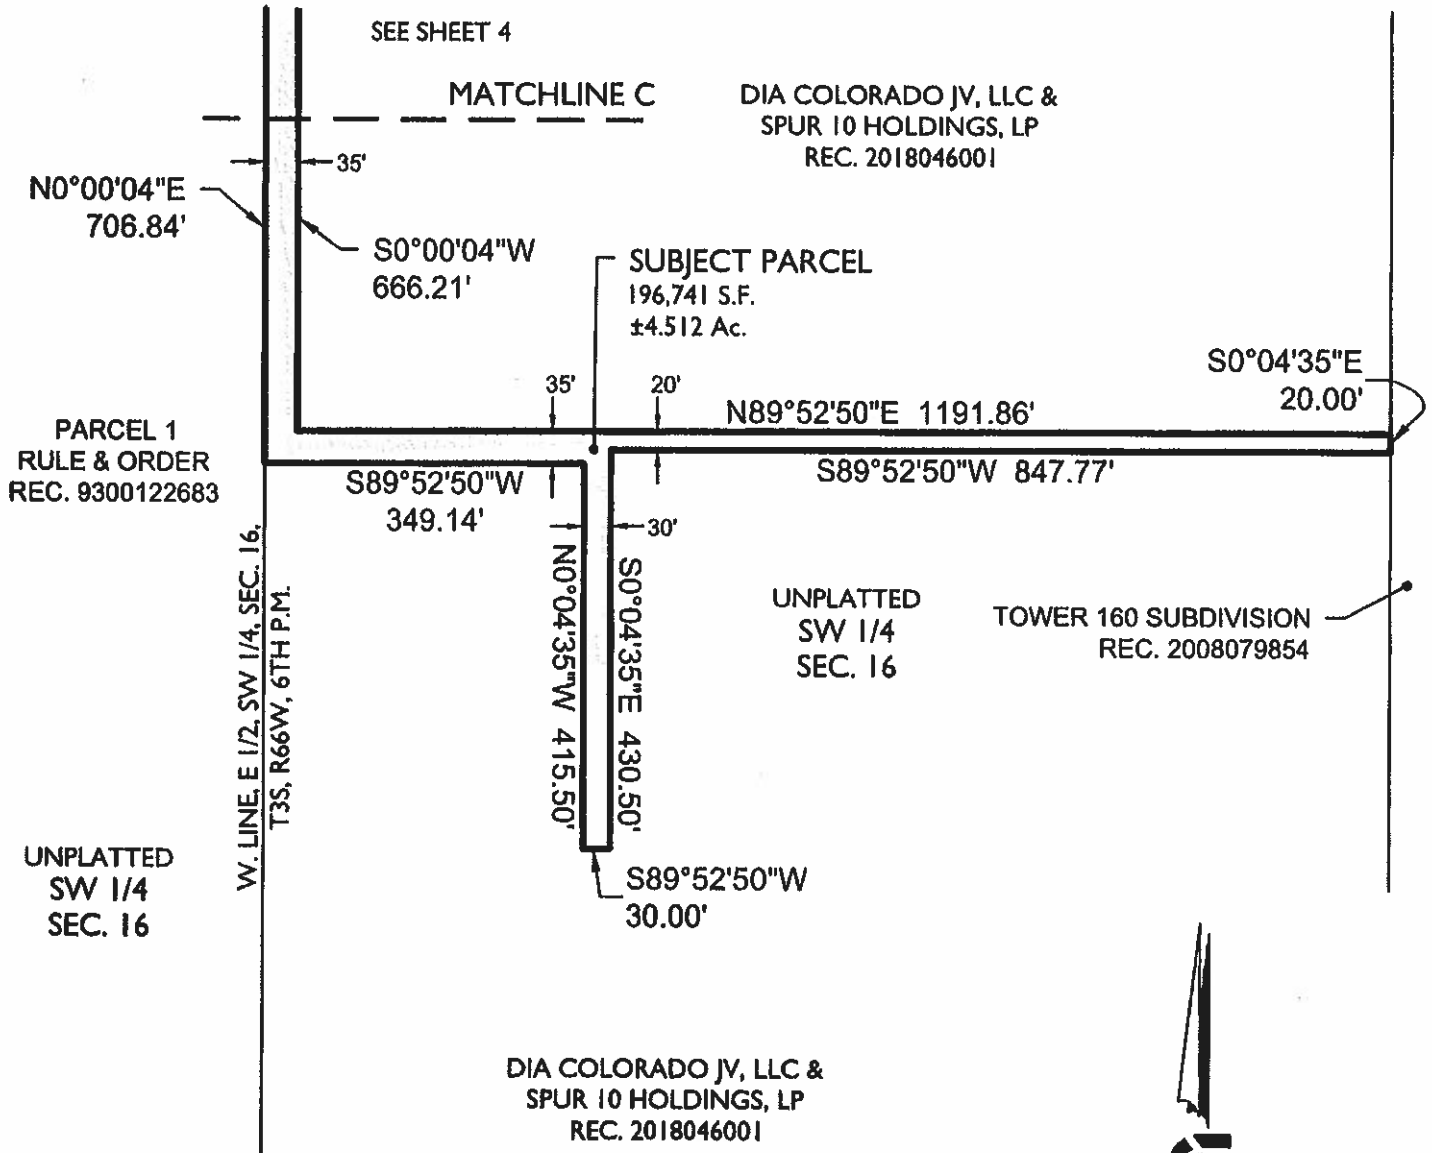 SEE SHEET 4
MATCHLINE C
DIA COLORADO JV, LLC &
SPUR 10 HOLDINGS, LP
REC. 2018046001
35'
N0°00'04"E
706.84'
S0°00'04"W
666.21'
SUBJECT PARCEL
196,741 S.F.
±4.512 Ac.
S0°04'35"E
20.00'
35'
20'
N89°52'50"E 1191.86'
PARCEL 1
RULE & ORDER
REC. 9300122683
S89°52'50"W
349.14'
S89°52'50"W 847.77'
30'
W. LINE, E 1/2, SW 1/4, SEC. 16,
T3S, R66W, 6TH P.M.
N0°04'35"W 415.50'
S0°04'35"E 430.50'
UNPLATTED
SW 1/4
SEC. 16
TOWER 160 SUBDIVISION
REC. 2008079854
UNPLATTED
SW 1/4
SEC. 16
S89°52'50"W
30.00'
DIA COLORADO JV, LLC &
SPUR 10 HOLDINGS, LP
REC. 2018046001